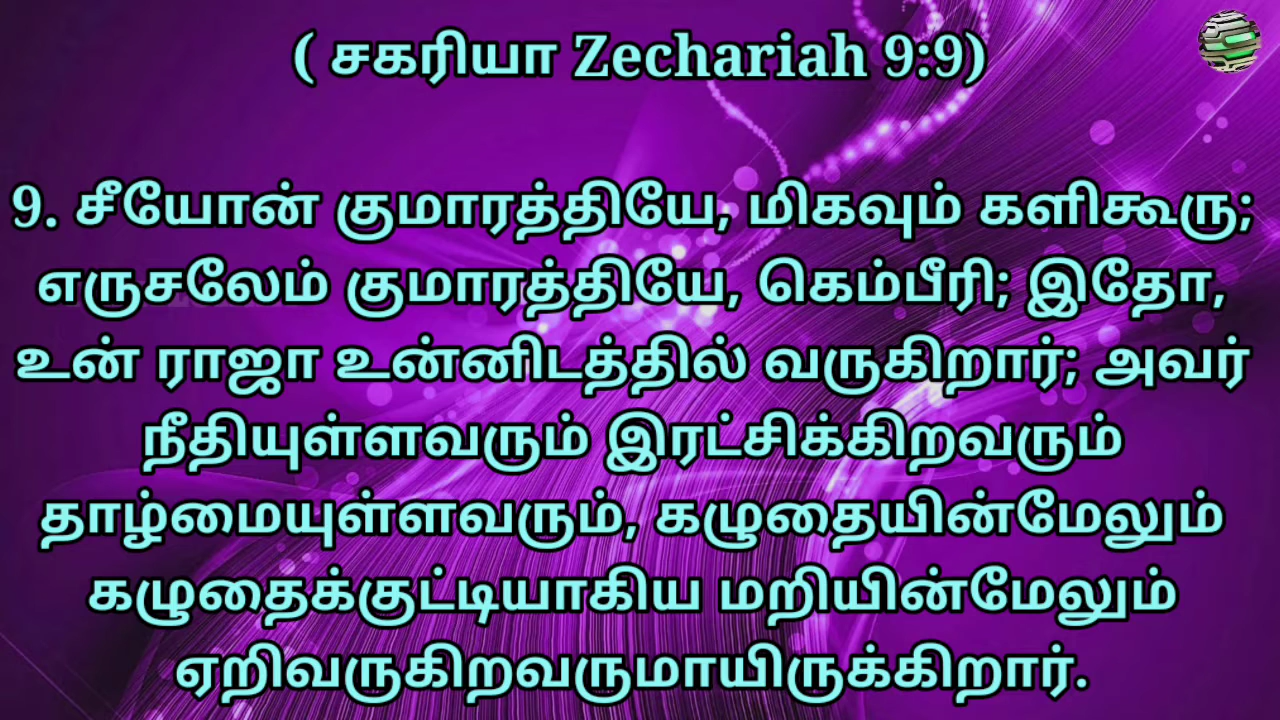 ( சகரியா Zechariah 9:9)
9. சீயோன் குமாரத்தியே, மிகவும் களிகூரு;
எருசலேம் குமாரத்தியே, கெம்பீரி; இதோ,
உன் ராஜா உன்னிடத்தில் வருகிறார்; அவர்
நீதியுள்ளவரும் இரட்சிக்கிறவரும்
தாழ்மையுள்ளவரும், கழுதையின்மேலும்
கழுதைக்குட்டியாகிய மறியின்மேலும்
ஏறிவருகிறவருமாயிருக்கிறார்.